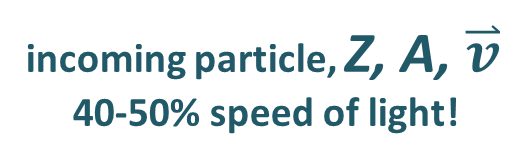 incoming particle, Z, A, v⃗
40-50% speed of light!